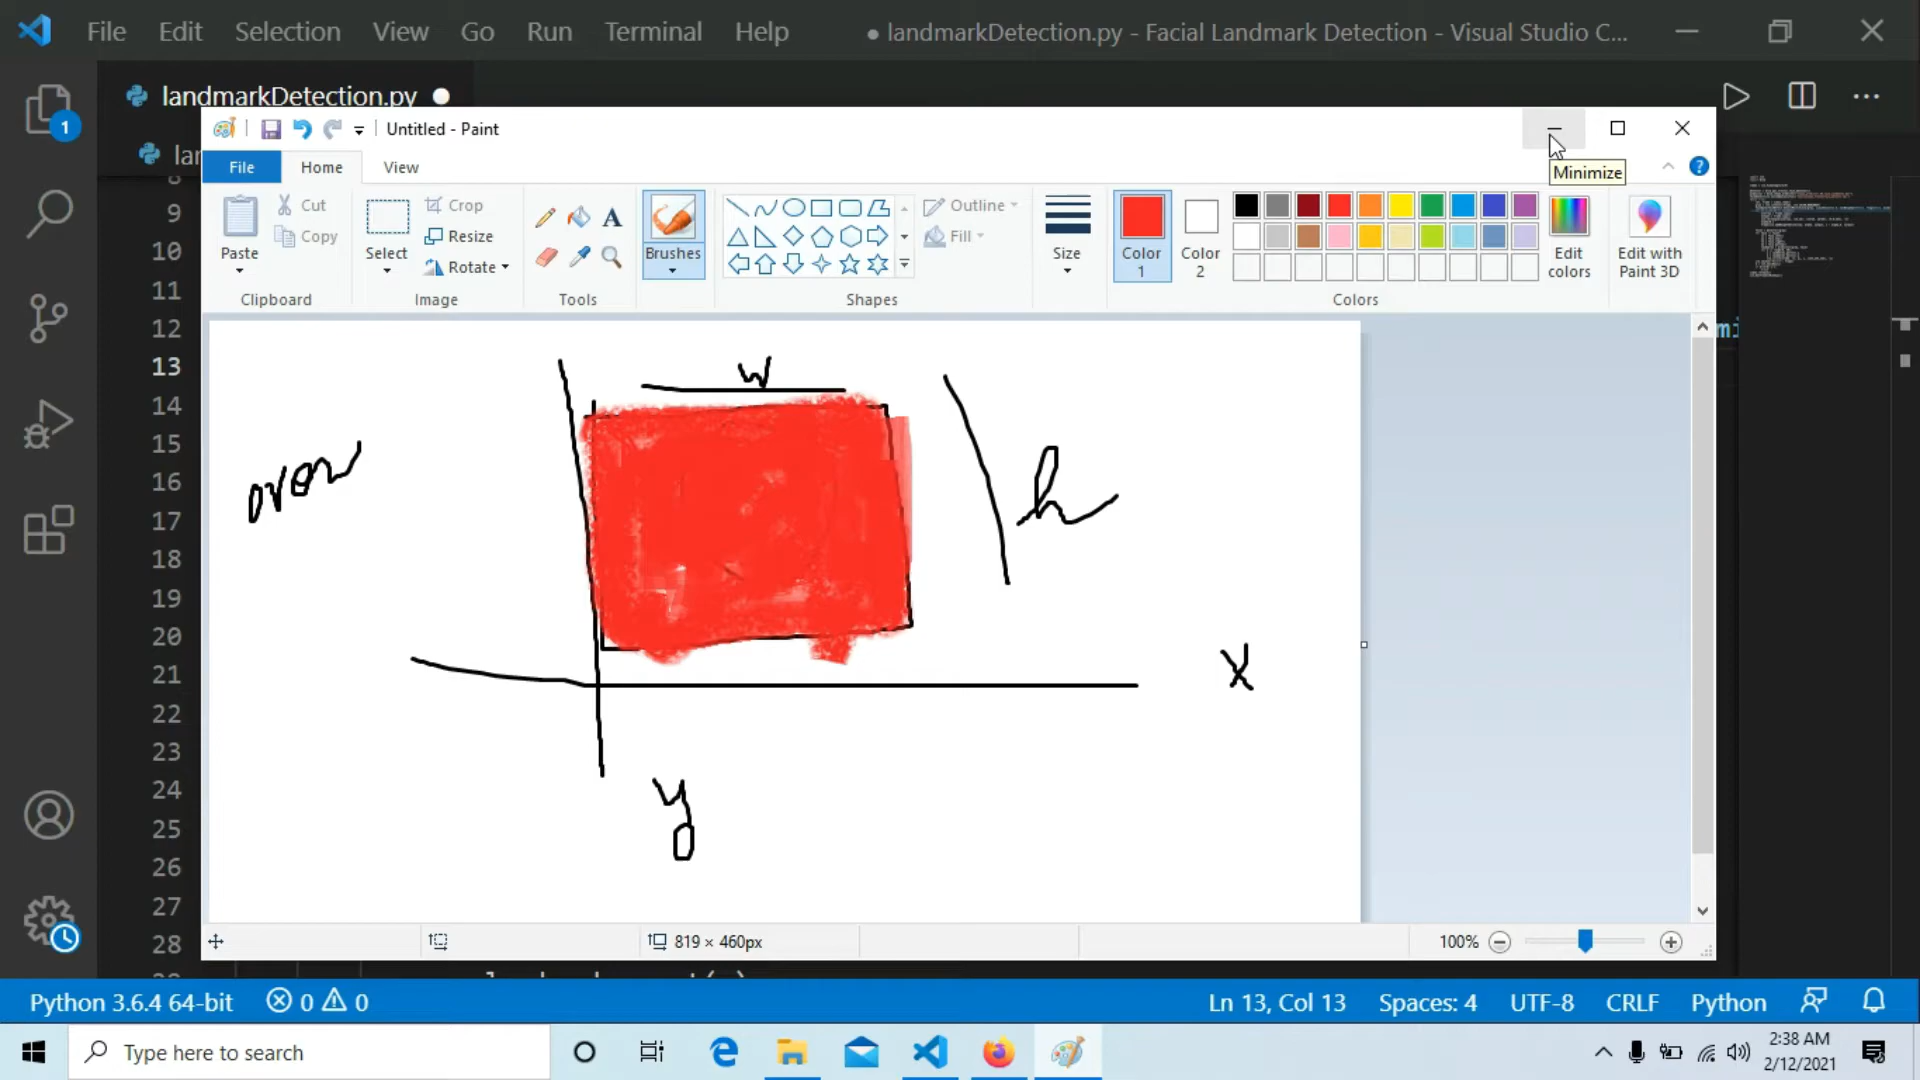 File Edit Selection View Go Run Terminal Help ● landmarkDetection.py - Facial Landmark Detection - Visual Studio C...
landmarkDetection.py
Untitled - Paint
File Home View
Minimize
Paste
Cut
Copy
Clipboard
Select
Crop
Resize
Rotate
Image
Tools
Brushes
Shapes
Outline
Fill
Size
Color 1
Color 2
Colors
Edit colors
Edit with Paint 3D
9
10
11
12
13
14
15
16
17
18
19
20
21
22
23
24
25
26
27
28
w
h
x
y
819 × 460px
100%
Python 3.6.4 64-bit 0 0 Ln 13, Col 13 Spaces: 4 UTF-8 CRLF Python
Type here to search
2:38 AM
2/12/2021